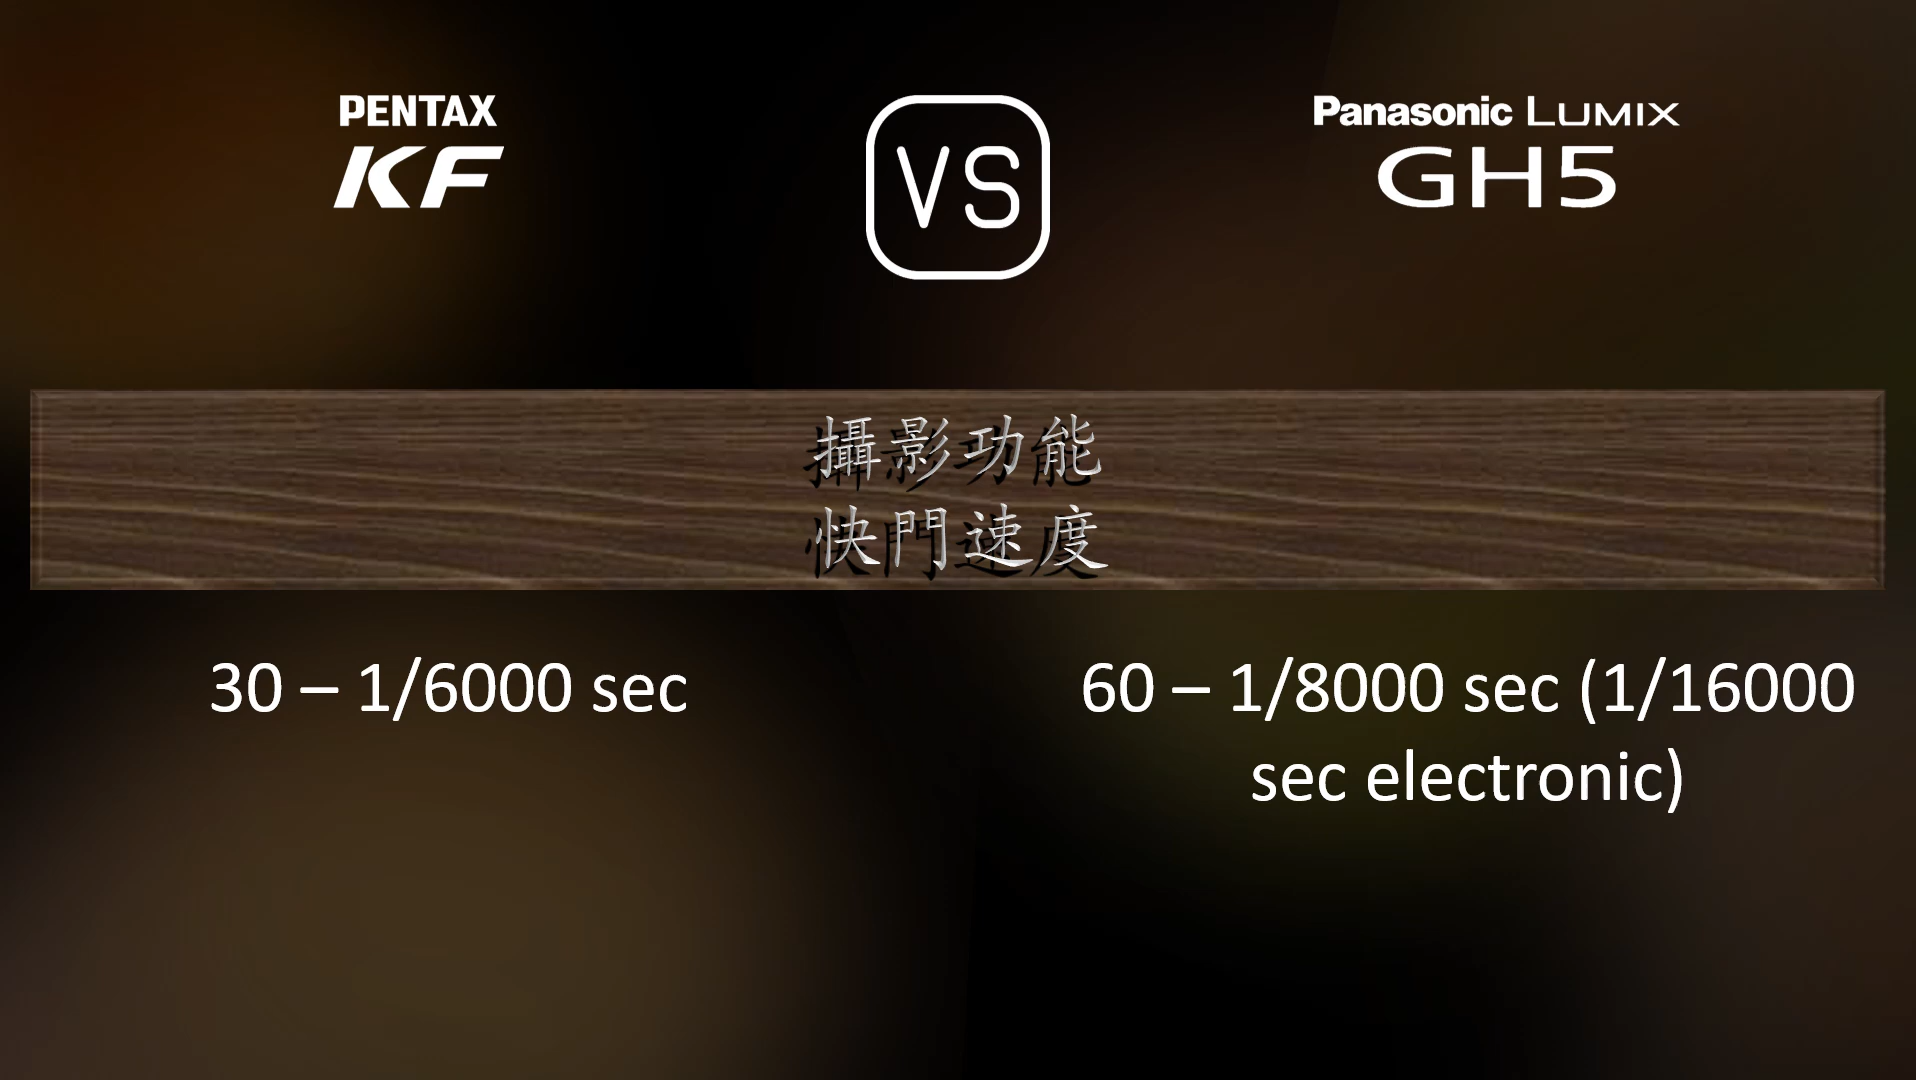 PENTAX
KF
VS
Panasonic LUMIX
GH5
攝影功能
快門速度
30 – 1/6000 sec
60 – 1/8000 sec (1/16000
sec electronic)